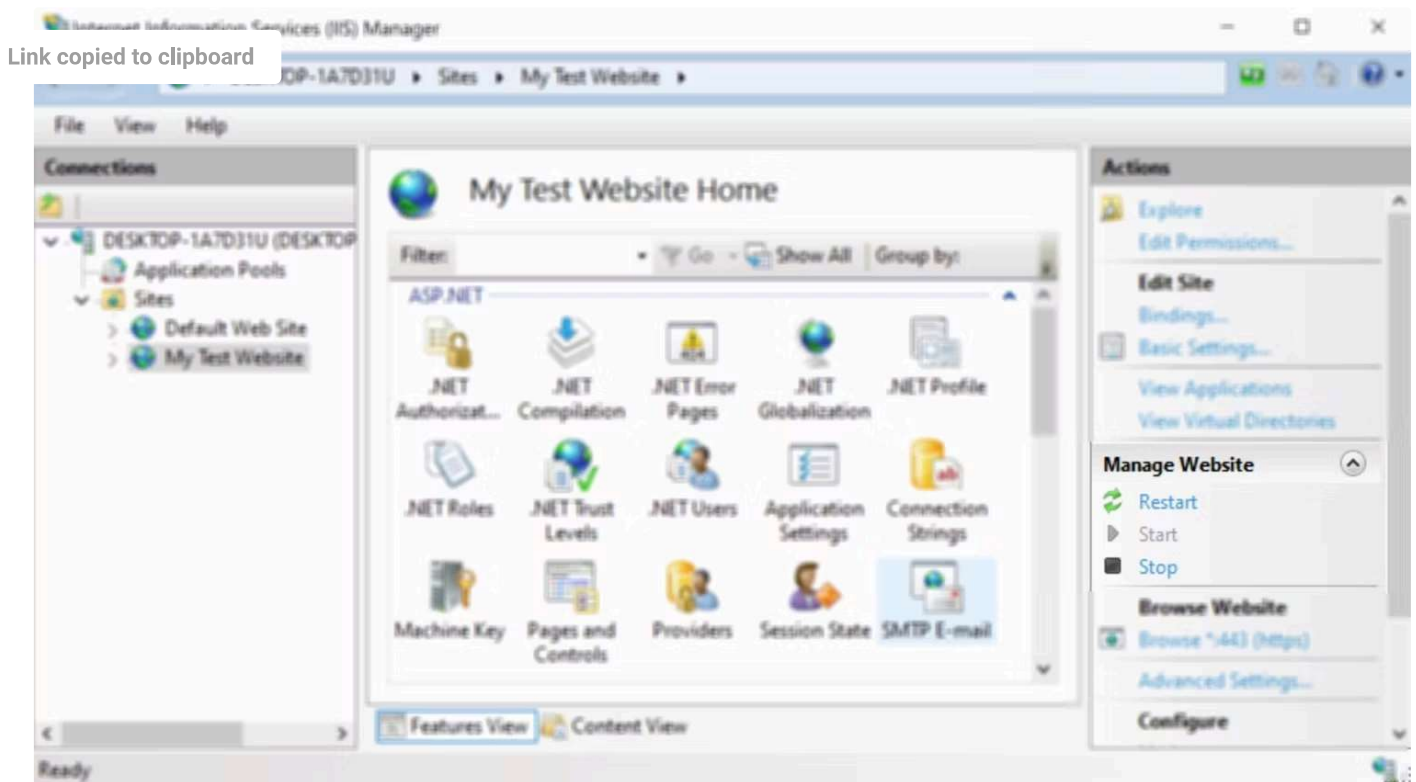 Internet Information Services (IIS) Manager
Link copied to clipboard
OP-1A7D31U ▸ Sites ▸ My Test Website ▸
File View Help
Connections
DESKTOP-1A7D31U (DESKTOP
Application Pools
Sites
Default Web Site
My Test Website
My Test Website Home
Filter: Go Show All Group by:
ASP.NET
.NET Authorizat...
.NET Compilation
.NET Error Pages
.NET Globalization
.NET Profile
.NET Roles
.NET Trust Levels
.NET Users
Application Settings
Connection Strings
Machine Key
Pages and Controls
Providers
Session State
SMTP E-mail
Features View Content View
Actions
Explore
Edit Permissions...
Edit Site
Bindings...
Basic Settings...
View Applications
View Virtual Directories
Manage Website
Restart
Start
Stop
Browse Website
Browse *:443 (https)
Advanced Settings...
Configure
Ready